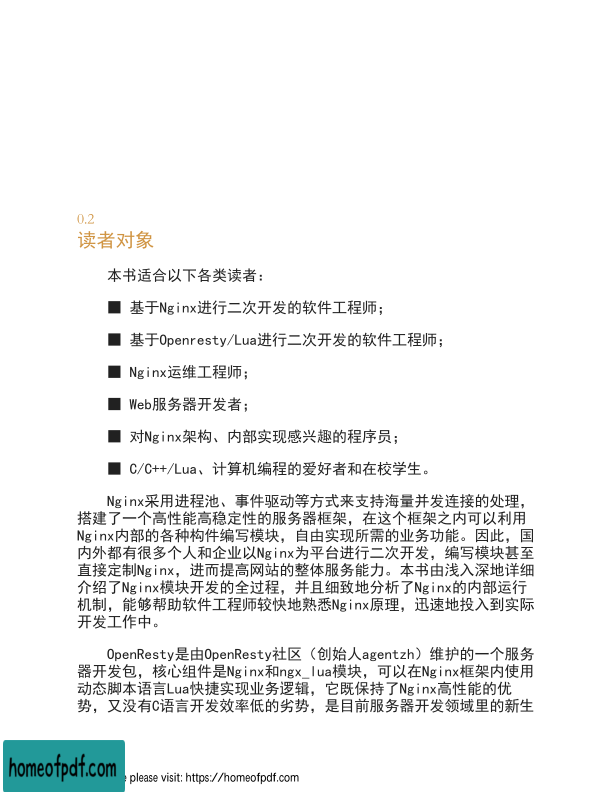 0.2
读者对象
本书适合以下各类读者：
■ 基于Nginx进行二次开发的软件工程师；
■ 基于Openresty/Lua进行二次开发的软件工程师；
■ Nginx运维工程师；
■ Web服务器开发者；
■ 对Nginx架构、内部实现感兴趣的程序员；
■ C/C++/Lua、计算机编程的爱好者和在校学生。
Nginx采用进程池、事件驱动等方式来支持海量并发连接的处理，
搭建了一个高性能高稳定性的服务器框架，在这个框架之内可以利用
Nginx内部的各种构件编写模块，自由实现所需的业务功能。因此，国
内外都有很多个人和企业以Nginx为平台进行二次开发，编写模块甚至
直接定制Nginx，进而提高网站的整体服务能力。本书由浅入深地详细
介绍了Nginx模块开发的全过程，并且细致地分析了Nginx的内部运行
机制，能够帮助软件工程师较快地熟悉Nginx原理，迅速地投入到实际
开发工作中。
OpenResty是由OpenResty社区（创始人agentzh）维护的一个服务
器开发包，核心组件是Nginx和ngx_lua模块，可以在Nginx框架内使用
动态脚本语言Lua快捷实现业务逻辑，它既保持了Nginx高性能的优
势，又没有C语言开发效率低的劣势，是目前服务器开发领域里的新生
homeofpdf.com
e please visit: https://homeofpdf.com